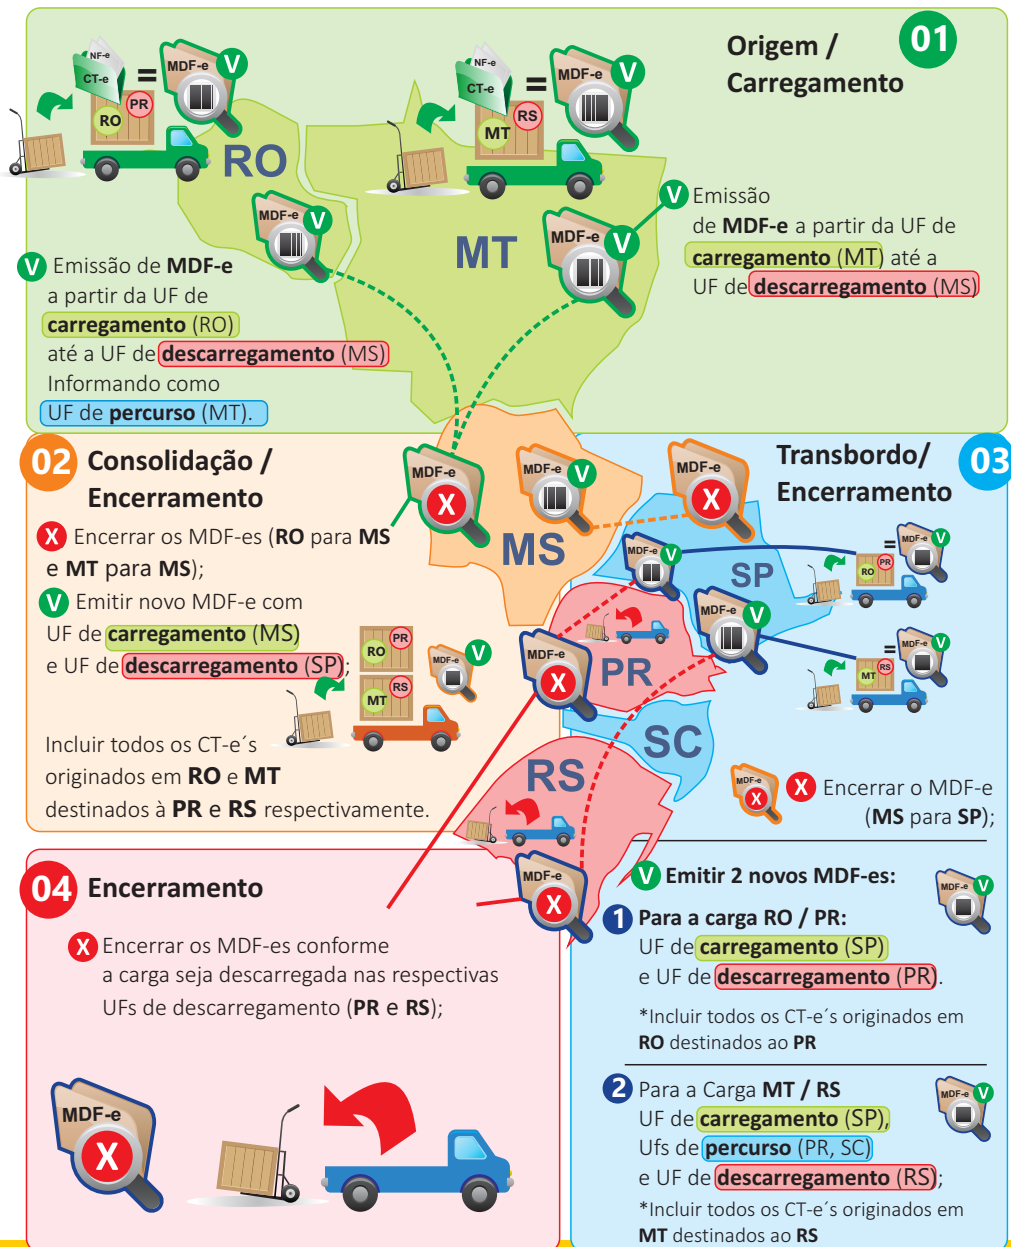 Origem /
Carregamento
01
NF-e
CT-e
=
MDF-e
V
RO
PR
RO
NF-e
CT-e
=
MDF-e
V
MT
RS
MT
MDF-e
V
MDF-e
V
V Emissão
de MDF-e a partir da UF de
carregamento (MT) até a
UF de descarregamento (MS)
V Emissão de MDF-e
a partir da UF de
carregamento (RO)
até a UF de descarregamento (MS)
Informando como
UF de percurso (MT).
02
Consolidação /
Encerramento
X Encerrar os MDF-es (RO para MS
e MT para MS);
V Emitir novo MDF-e com
UF de carregamento (MS)
e UF de descarregamento (SP);
RO
PR
MT
RS
MDF-e
V
Incluir todos os CT-e´s
originados em RO e MT
destinados à PR e RS respectivamente.
MDF-e
X
MDF-e
V
MS
MDF-e
X
Transbordo/
Encerramento
03
MDF-e
V
SP
=
MDF-e
V
RO
PR
MDF-e
V
=
MDF-e
V
MT
RS
MDF-e
X
PR
SC
RS
MDF-e
X
MDF-e
X
X Encerrar o MDF-e
(MS para SP);
V Emitir 2 novos MDF-es:
MDF-e
V
1 Para a carga RO / PR:
UF de carregamento (SP)
e UF de descarregamento (PR).
*Incluir todos os CT-e´s originados em
RO destinados ao PR
2 Para a Carga MT / RS
MDF-e
V
UF de carregamento (SP),
Ufs de percurso (PR, SC)
e UF de descarregamento (RS);
*Incluir todos os CT-e´s originados em
MT destinados ao RS
04
Encerramento
X Encerrar os MDF-es conforme
a carga seja descarregada nas respectivas
UFs de descarregamento (PR e RS);
MDF-e
X